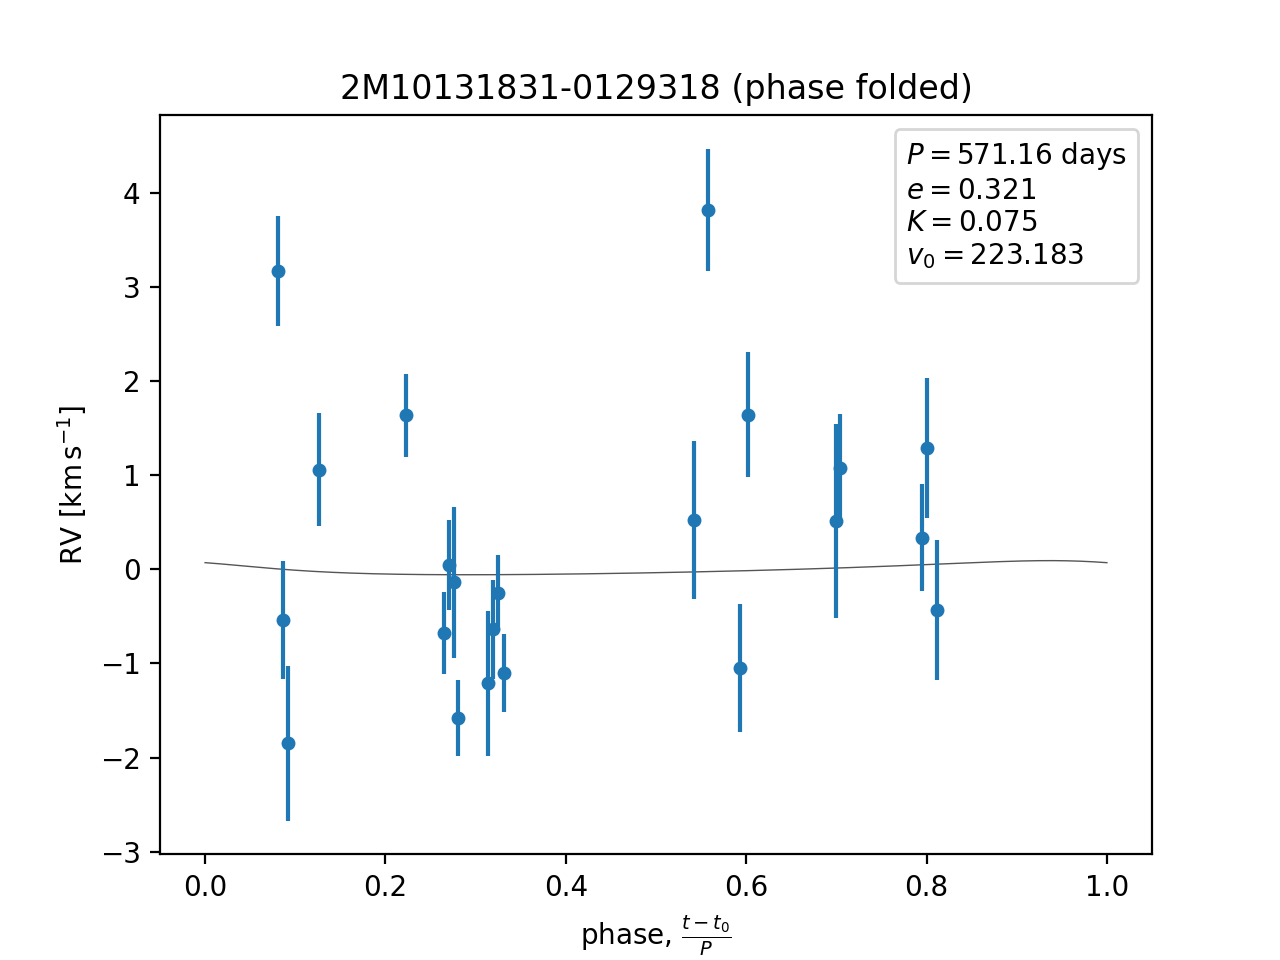 2M10131831-0129318 (phase folded)
P = 571.16 days
e = 0.321
K = 0.075
v₀ = 223.183
4
3
2
1
0
−1
−2
−3
RV [km s⁻¹]
0.0 0.2 0.4 0.6 0.8 1.0
phase, (t − t₀)/P